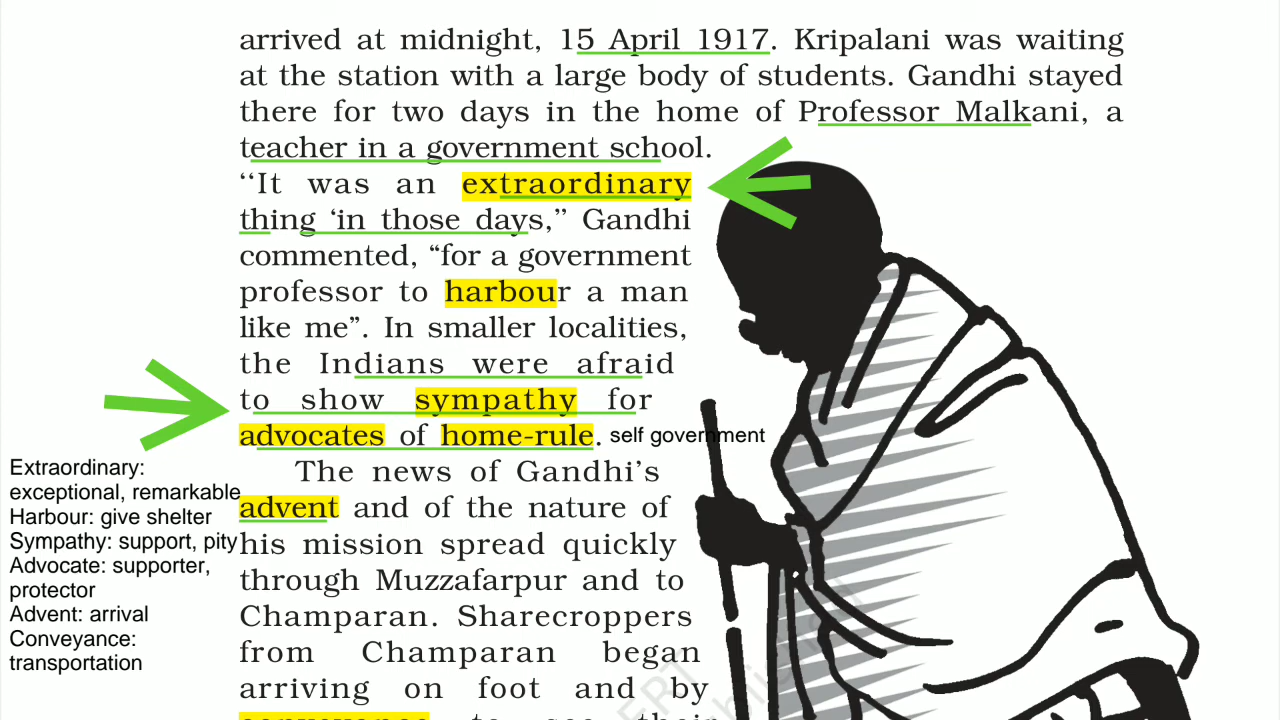 arrived at midnight, 15 April 1917. Kripalani was waiting
at the station with a large body of students. Gandhi stayed
there for two days in the home of Professor Malkani, a
teacher in a government school.
‘‘It was an extraordinary
thing ‘in those days,” Gandhi
commented, “for a government
professor to harbour a man
like me”. In smaller localities,
the Indians were afraid
to show sympathy for
advocates of home-rule. self government
The news of Gandhi’s
advent and of the nature of
his mission spread quickly
through Muzzafarpur and to
Champaran. Sharecroppers
from Champaran began
arriving on foot and by
conveyance to see their
Extraordinary:
exceptional, remarkable
Harbour: give shelter
Sympathy: support, pity
Advocate: supporter,
protector
Advent: arrival
Conveyance:
transportation